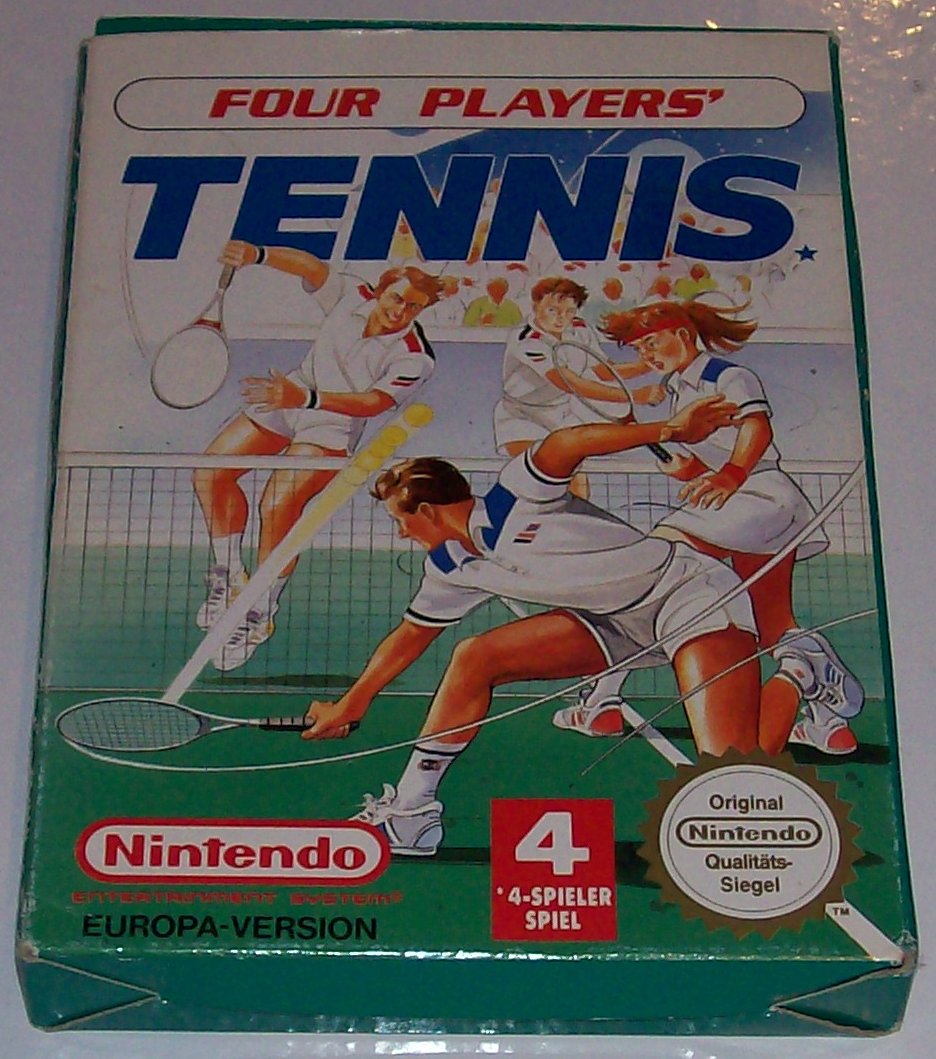 FOUR PLAYERS'
TENNIS
Nintendo
ENTERTAINMENT SYSTEM®
EUROPA-VERSION
4
* 4-SPIELER
SPIEL
Original
Nintendo
Qualitäts-
Siegel
TM